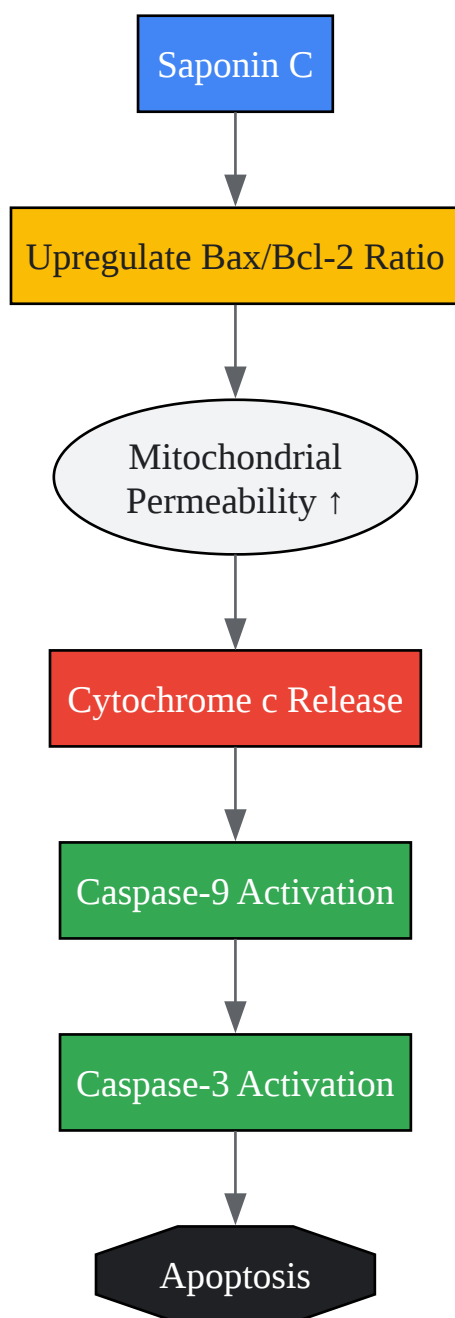 Saponin C
Upregulate Bax/Bcl-2 Ratio
Mitochondrial
Permeability ↑
Cytochrome c Release
Caspase-9 Activation
Caspase-3 Activation
Apoptosis